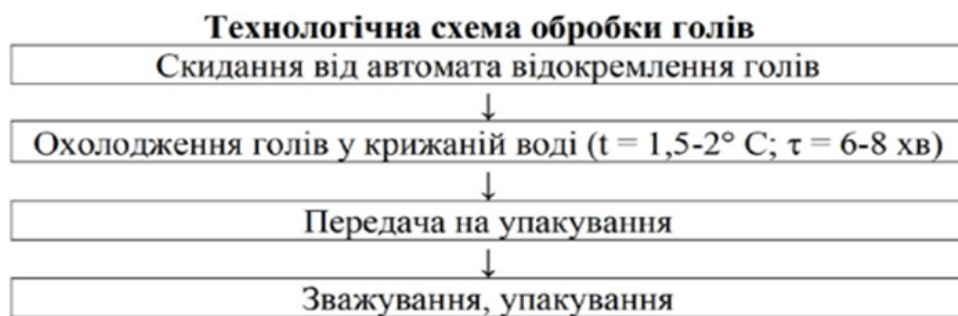 Технологічна схема обробки голів
Скидання від автомата відокремлення голів
↓
Охолодження голів у крижаній воді (t = 1,5-2° C; τ = 6-8 хв)
↓
Передача на упакування
↓
Зважування, упакування